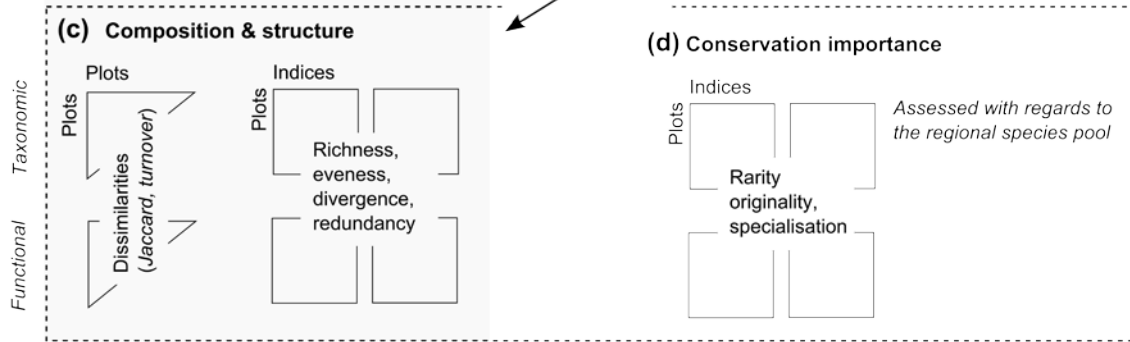 (c) Composition & structure
Plots
Plots
Dissimilarities
(Jaccard, turnover)
Indices
Plots
Richness,
eveness,
divergence,
redundancy
(d) Conservation importance
Indices
Plots
Rarity
originality,
specialisation
Assessed with regards to
the regional species pool
Taxonomic
Functional